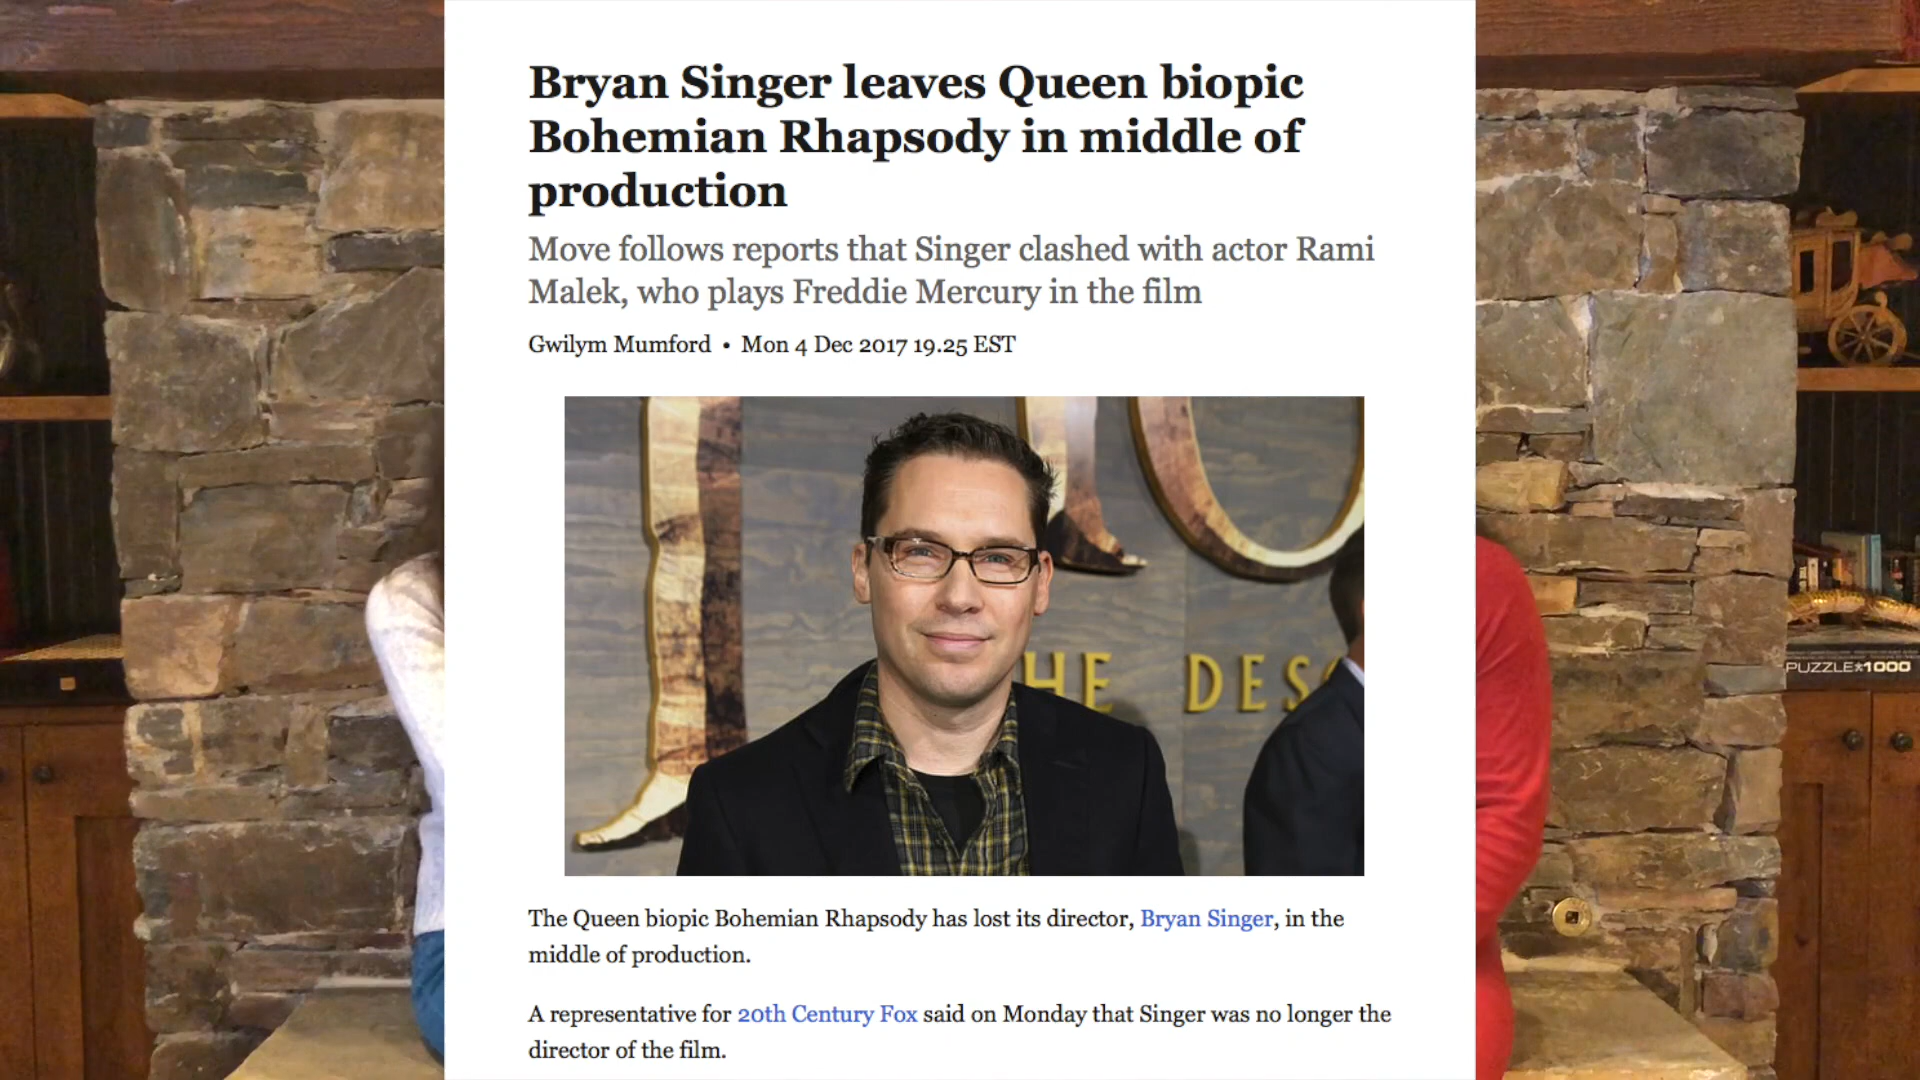 Bryan Singer leaves Queen biopic
Bohemian Rhapsody in middle of
production
Move follows reports that Singer clashed with actor Rami
Malek, who plays Freddie Mercury in the film
Gwilym Mumford • Mon 4 Dec 2017 19.25 EST
HE DES
PUZZLE*1000
The Queen biopic Bohemian Rhapsody has lost its director, Bryan Singer, in the
middle of production.
A representative for 20th Century Fox said on Monday that Singer was no longer the
director of the film.